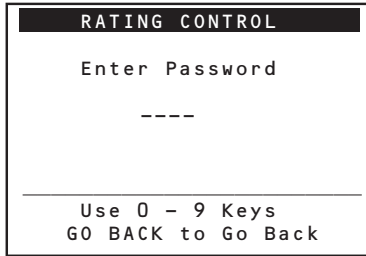 RATING CONTROL
Enter Password
----
Use 0 – 9 Keys
GO BACK to Go Back